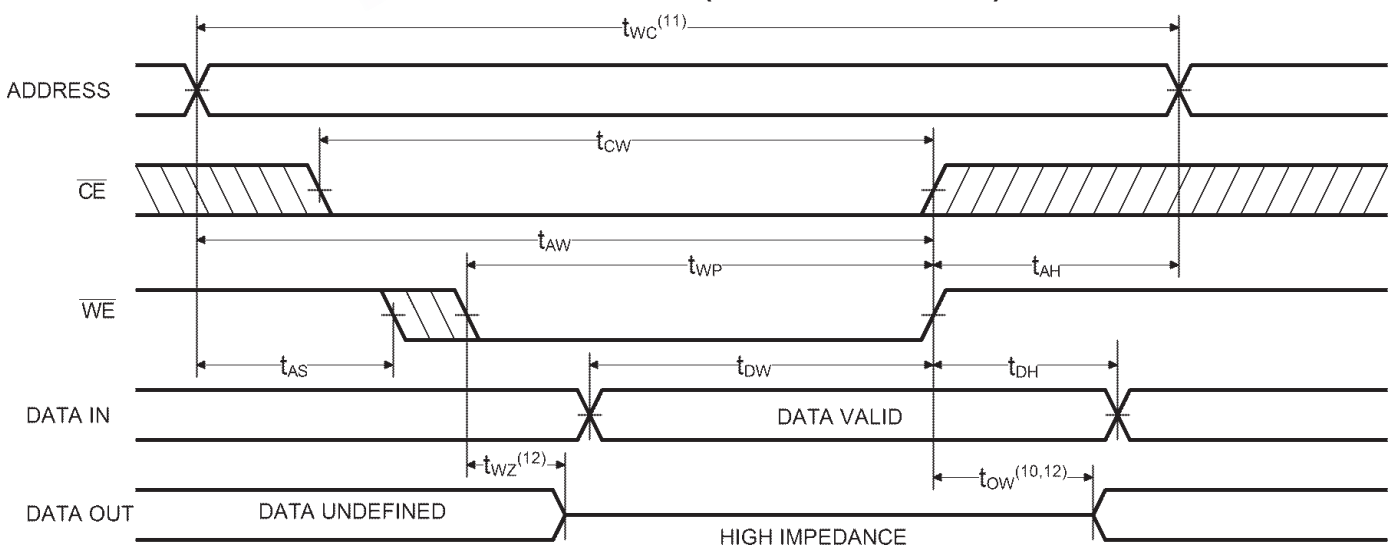 tWC(11)
ADDRESS
tCW
CE
tAW
tWP
tAH
WE
tAS
tDW
tDH
DATA IN
DATA VALID
tWZ(12)
tOW(10,12)
DATA OUT
DATA UNDEFINED
HIGH IMPEDANCE